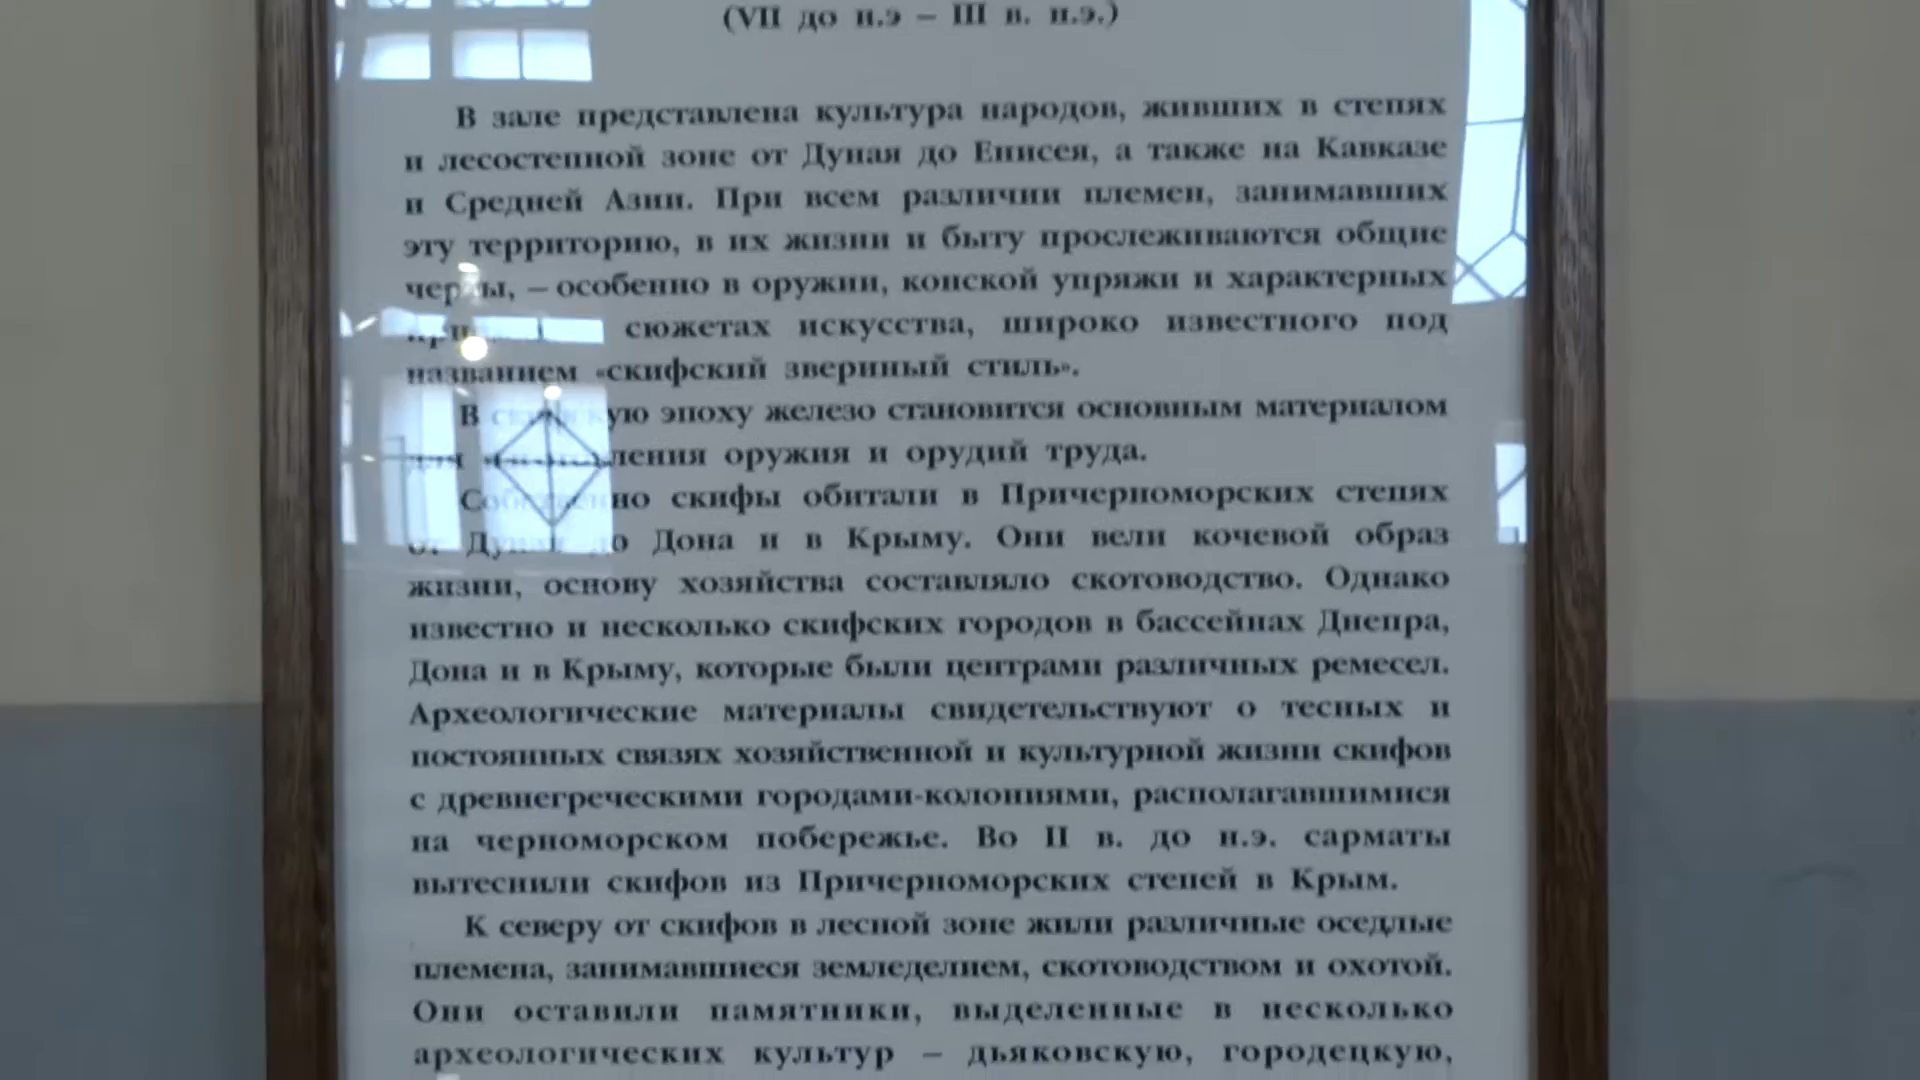 (VII до н.э – III в. н.э.)
В зале представлена культура народов, живших в степях
и лесостепной зоне от Дуная до Енисея, а также на Кавказе
и Средней Азии. При всем различии племен, занимавших
эту территорию, в их жизни и быту прослеживаются общие
черты, – особенно в оружии, конской упряжи и характерных
сюжетах искусства, широко известного под
названием «скифский звериный стиль».
В скифскую эпоху железо становится основным материалом
для изготовления оружия и орудий труда.
Собственно скифы обитали в Причерноморских степях
от Дуная до Дона и в Крыму. Они вели кочевой образ
жизни, основу хозяйства составляло скотоводство. Однако
известно и несколько скифских городов в бассейнах Днепра,
Дона и в Крыму, которые были центрами различных ремесел.
Археологические материалы свидетельствуют о тесных и
постоянных связях хозяйственной и культурной жизни скифов
с древнегреческими городами-колониями, располагавшимися
на черноморском побережье. Во II в. до н.э. сарматы
вытеснили скифов из Причерноморских степей в Крым.
К северу от скифов в лесной зоне жили различные оседлые
племена, занимавшиеся земледелием, скотоводством и охотой.
Они оставили памятники, выделенные в несколько
археологических культур – дьяковскую, городецкую,